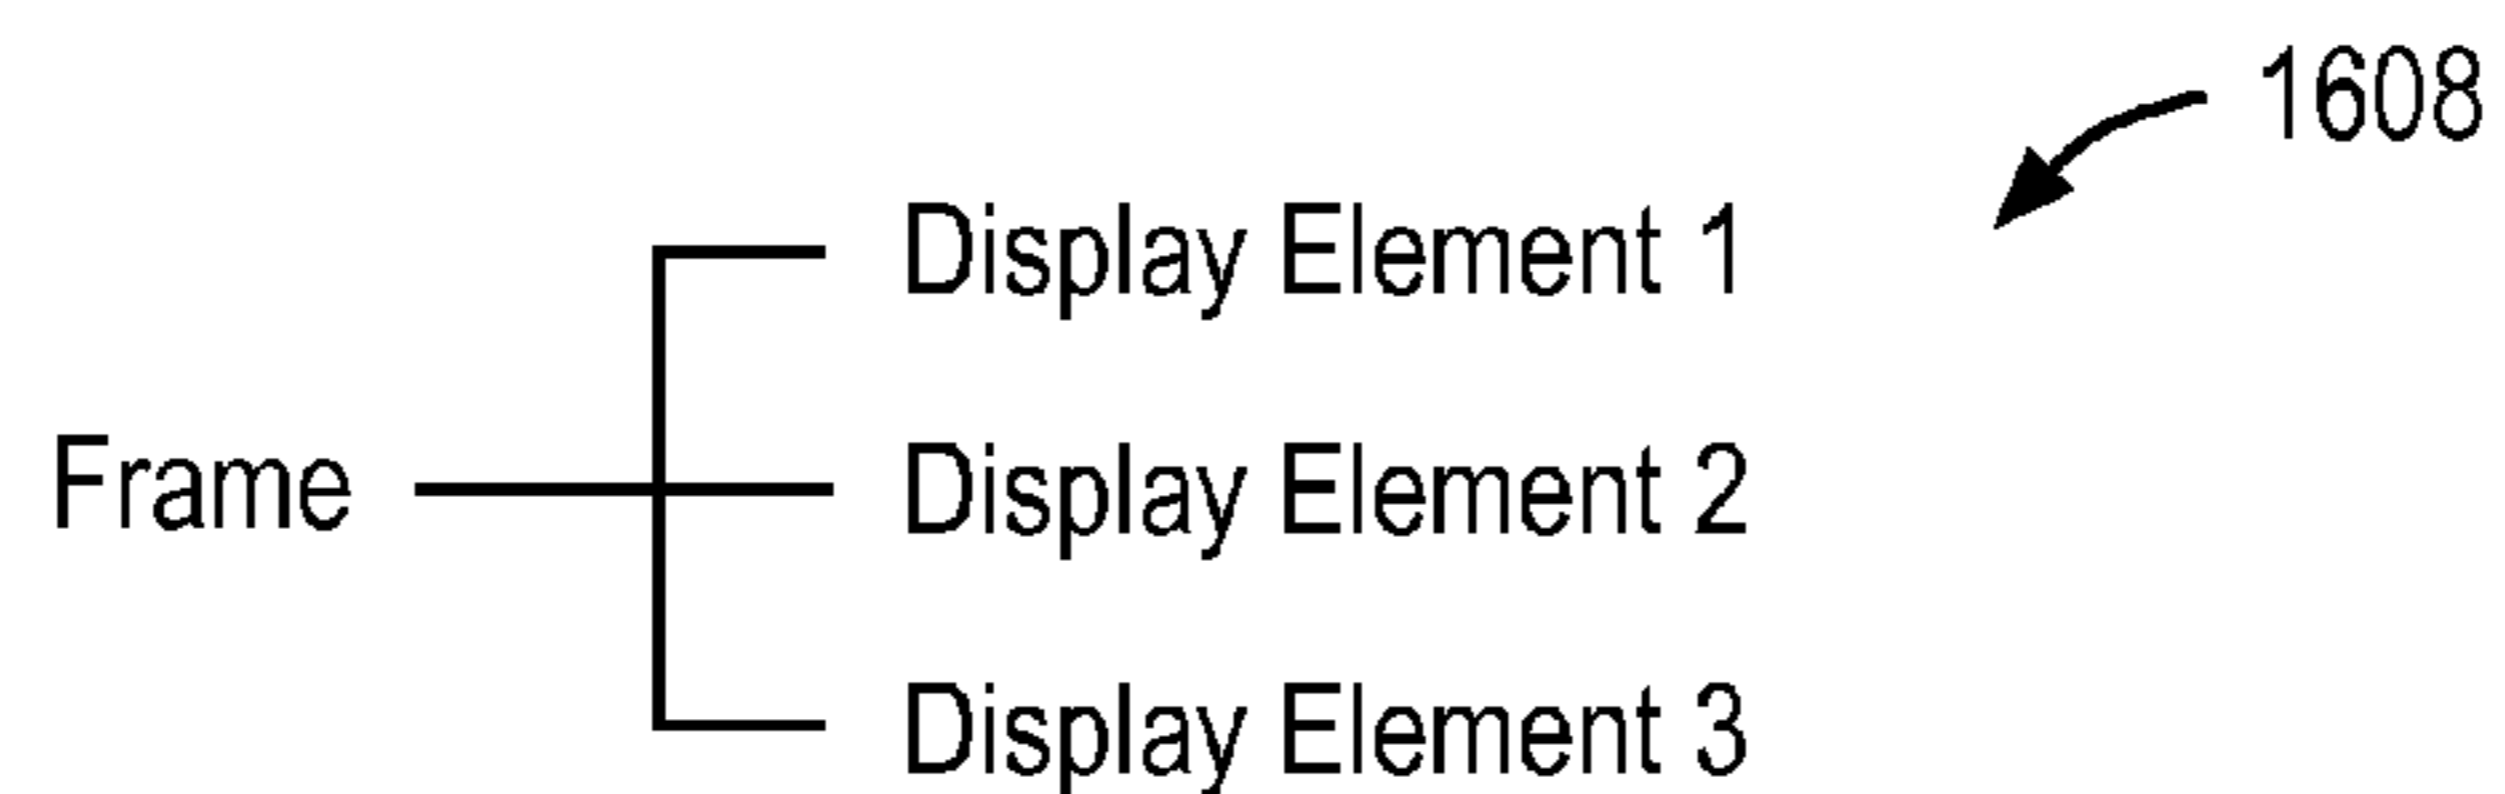 1608
Display Element 1
Frame
Display Element 2
Display Element 3